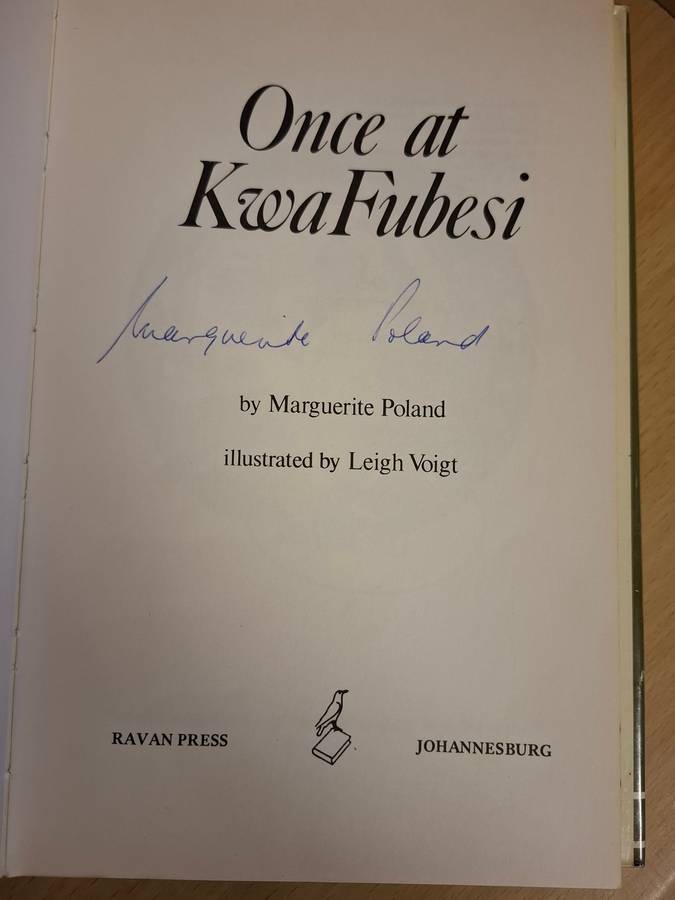 Once at
KwaFubesi
Marguerite Poland
by Marguerite Poland
illustrated by Leigh Voigt
RAVAN PRESS
JOHANNESBURG